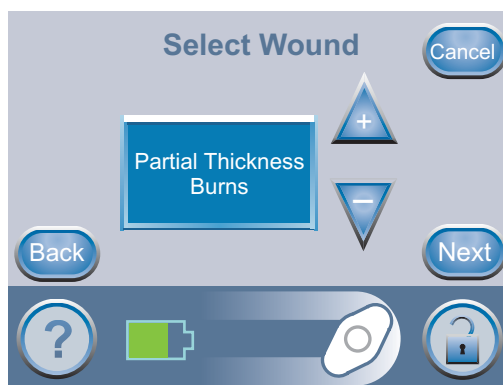 Select Wound
Cancel
+
Partial Thickness
Burns
−
Back
Next
?